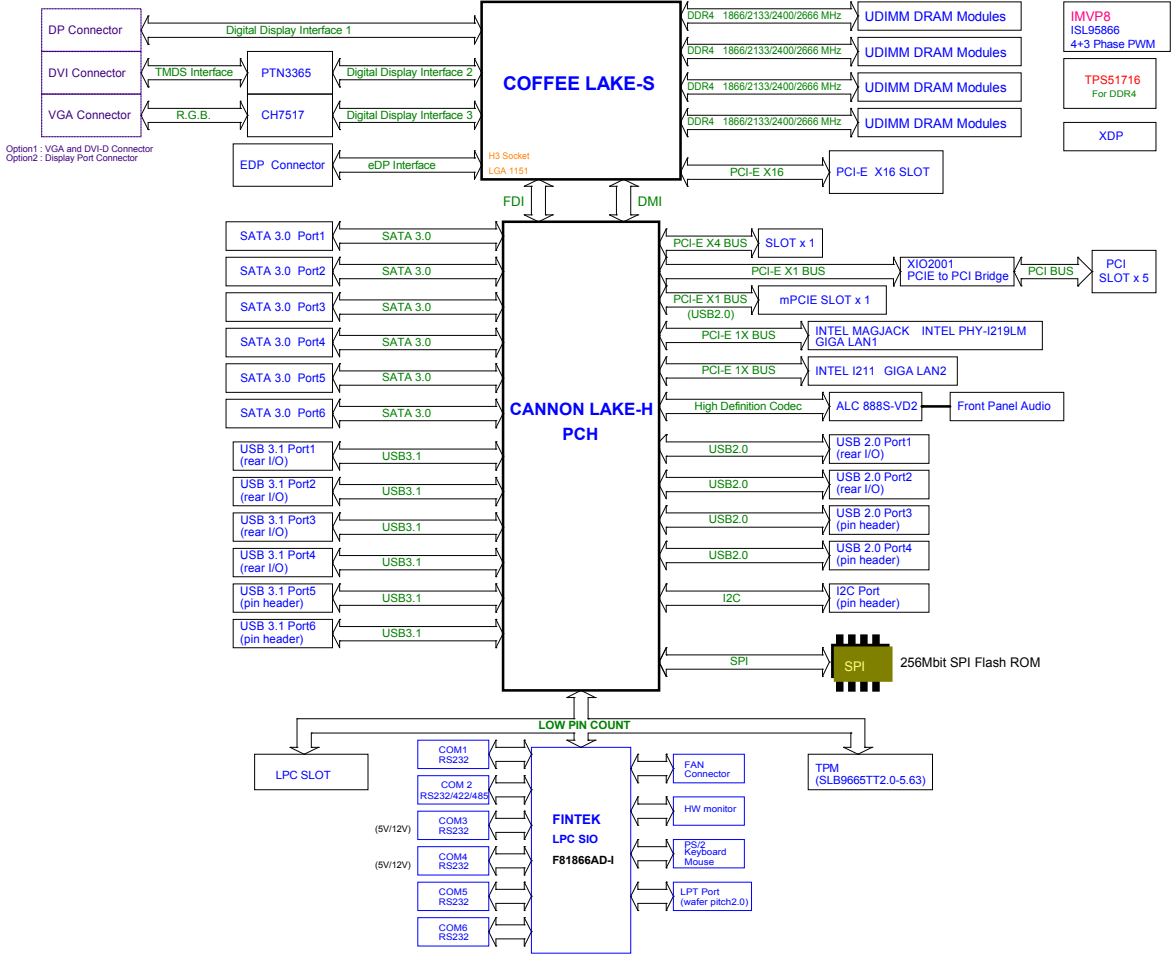 DP Connector
Digital Display Interface 1
DVI Connector
TMDS Interface
PTN3365
Digital Display Interface 2
VGA Connector
R.G.B.
CH7517
Digital Display Interface 3
Option1 : VGA and DVI-D Connector
Option2 : Display Port Connector
EDP Connector
eDP Interface
COFFEE LAKE-S
H3 Socket
LGA 1151
DDR4 1866/2133/2400/2666 MHz
UDIMM DRAM Modules
DDR4 1866/2133/2400/2666 MHz
UDIMM DRAM Modules
DDR4 1866/2133/2400/2666 MHz
UDIMM DRAM Modules
DDR4 1866/2133/2400/2666 MHz
UDIMM DRAM Modules
PCI-E X16
PCI-E X16 SLOT
IMVP8
ISL95866
4+3 Phase PWM
TPS51716
For DDR4
XDP
FDI
DMI
SATA 3.0 Port1
SATA 3.0
SATA 3.0 Port2
SATA 3.0
SATA 3.0 Port3
SATA 3.0
SATA 3.0 Port4
SATA 3.0
SATA 3.0 Port5
SATA 3.0
SATA 3.0 Port6
SATA 3.0
USB 3.1 Port1
(rear I/O)
USB3.1
USB 3.1 Port2
(rear I/O)
USB3.1
USB 3.1 Port3
(rear I/O)
USB3.1
USB 3.1 Port4
(rear I/O)
USB3.1
USB 3.1 Port5
(pin header)
USB3.1
USB 3.1 Port6
(pin header)
USB3.1
CANNON LAKE-H
PCH
PCI-E X4 BUS
SLOT x 1
PCI-E X1 BUS
XIO2001
PCIE to PCI Bridge
PCI BUS
PCI
SLOT x 5
PCI-E X1 BUS
(USB2.0)
mPCIE SLOT x 1
PCI-E 1X BUS
INTEL MAGJACK INTEL PHY-I219LM
GIGA LAN1
PCI-E 1X BUS
INTEL I211 GIGA LAN2
High Definition Codec
ALC 888S-VD2
Front Panel Audio
USB2.0
USB 2.0 Port1
(rear I/O)
USB2.0
USB 2.0 Port2
(rear I/O)
USB2.0
USB 2.0 Port3
(pin header)
USB2.0
USB 2.0 Port4
(pin header)
I2C
I2C Port
(pin header)
SPI
SPI
256Mbit SPI Flash ROM
LOW PIN COUNT
LPC SLOT
TPM
(SLB9665TT2.0-5.63)
COM1
RS232
COM 2
RS232/422/485
(5V/12V)
COM3
RS232
(5V/12V)
COM4
RS232
COM5
RS232
COM6
RS232
FINTEK
LPC SIO
F81866AD-I
FAN
Connector
HW monitor
PS/2
Keyboard
Mouse
LPT Port
(wafer pitch2.0)